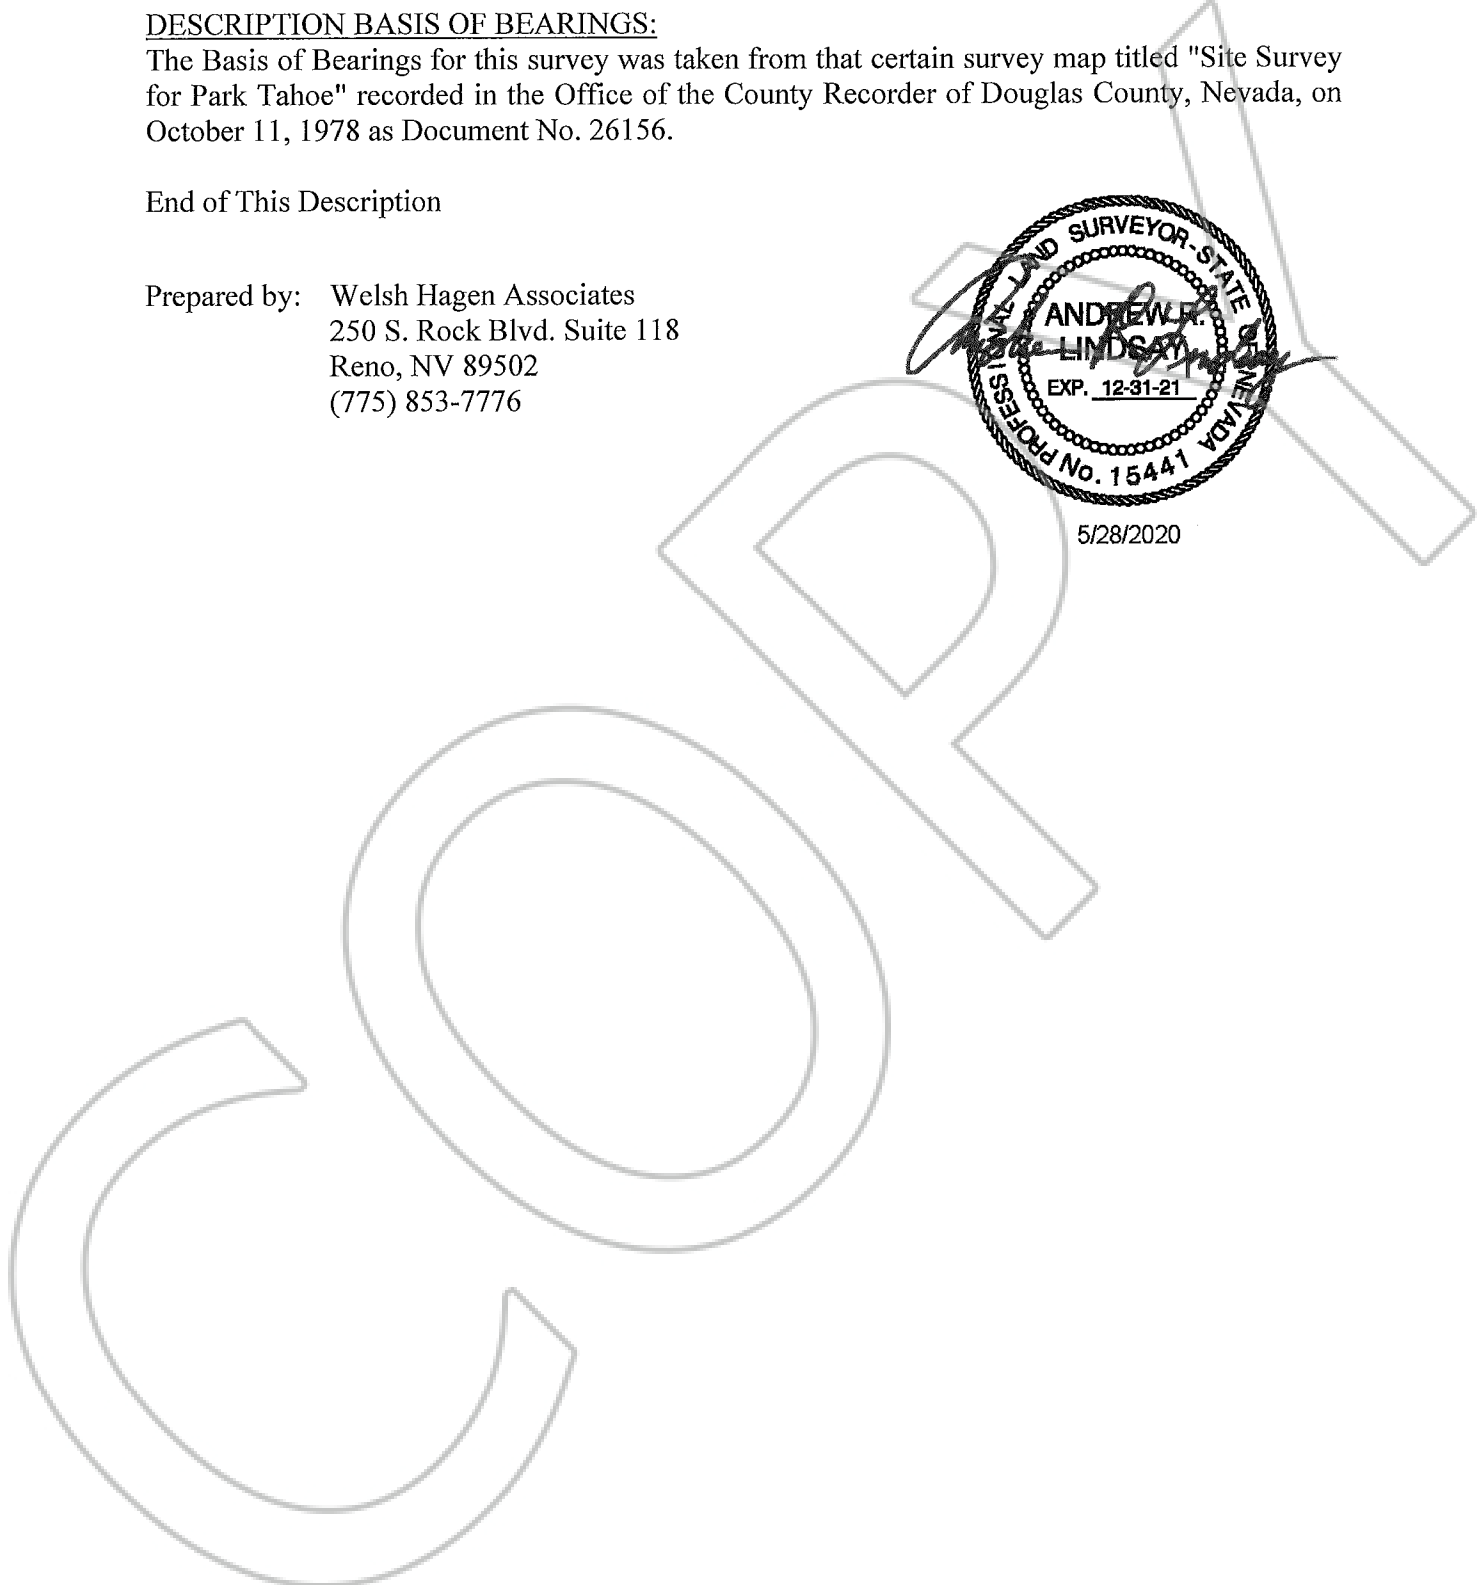 DESCRIPTION BASIS OF BEARINGS:
The Basis of Bearings for this survey was taken from that certain survey map titled "Site Survey
for Park Tahoe" recorded in the Office of the County Recorder of Douglas County, Nevada, on
October 11, 1978 as Document No. 26156.
End of This Description
Prepared by: Welsh Hagen Associates
250 S. Rock Blvd. Suite 118
Reno, NV 89502
(775) 853-7776
PROFESSIONAL LAND SURVEYOR-STATE OF NEVADA
ANDREW R.
LINDSAY
EXP. 12-31-21
No. 15441
5/28/2020
COPY